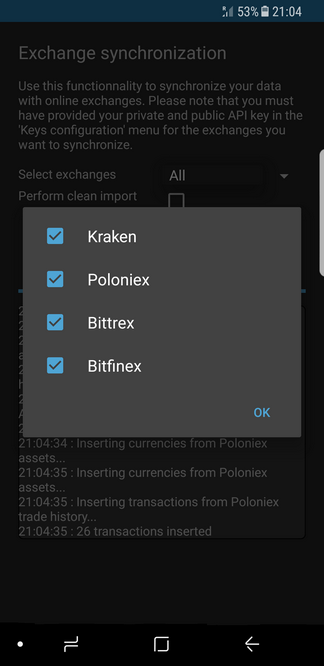 53% 21:04
Exchange synchronization
Use this functionnality to synchronize your data
with online exchanges. Please note that you must
have provided your private and public API key in the
'Keys configuration' menu for the exchanges you
want to synchronize.
Select exchanges All
Perform clean import
Kraken
Poloniex
Bittrex
Bitfinex
OK
21:04:34 : Inserting currencies from Poloniex
assets...
21:04:35 : Inserting currencies from Poloniex
assets...
21:04:35 : Inserting transactions from Poloniex
trade history...
21:04:35 : 26 transactions inserted